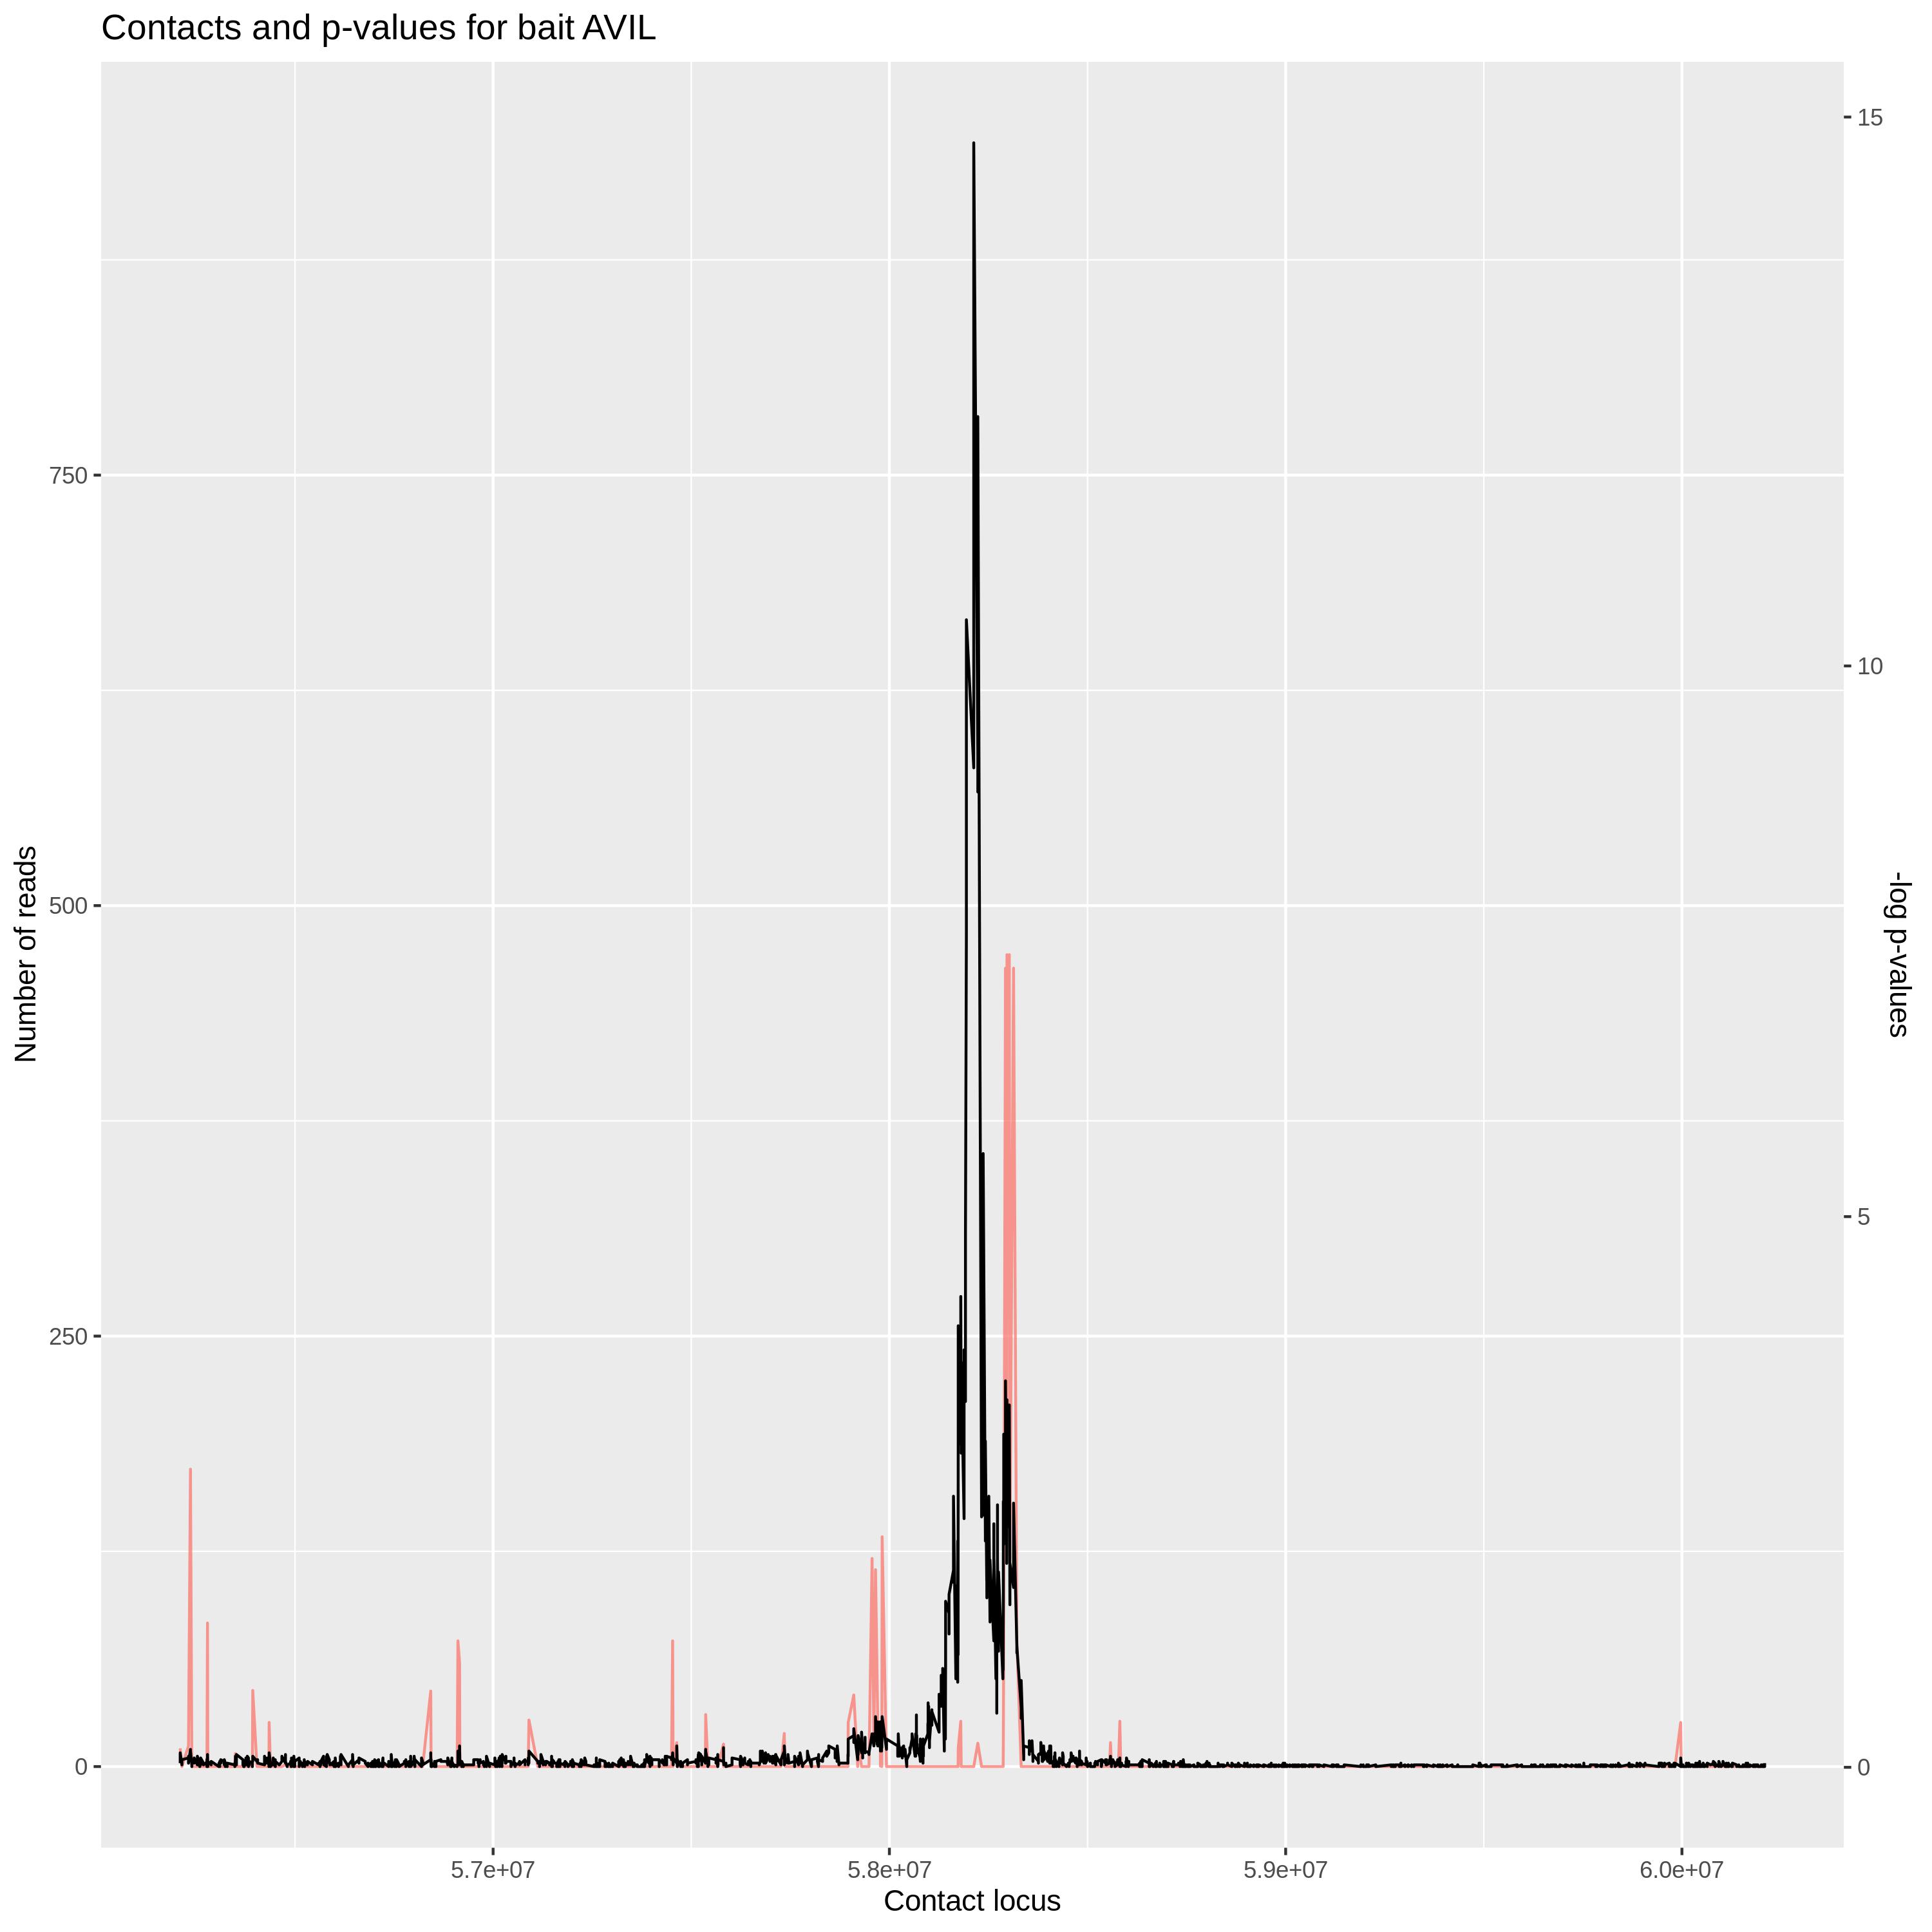 Contacts and p-values for bait AVIL
15
750
10
Number of reads
-log p-values
500
5
250
0
0
5.7e+07
5.8e+07
5.9e+07
6.0e+07
Contact locus